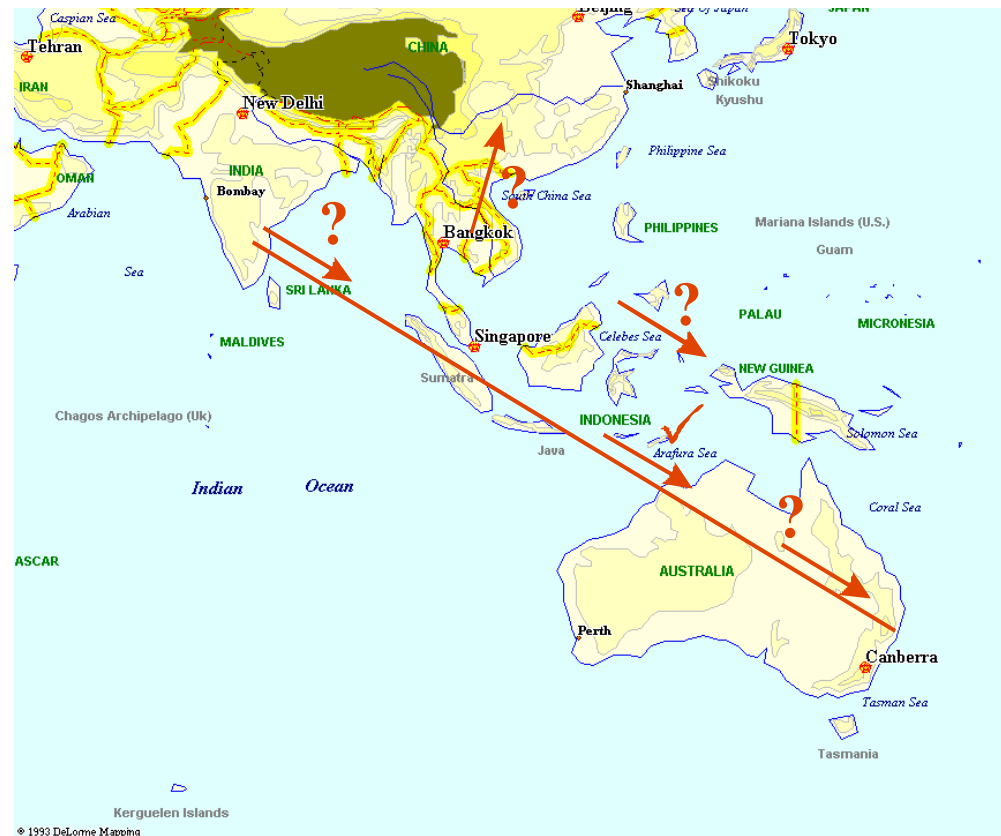 Caspian Sea
Beijing
Sea Of Japan
JAPAN
Tehran
CHINA
Tokyo
IRAN
Shanghai
Shikoku
Kyushu
New Delhi
Philippine Sea
INDIA
OMAN
Bombay
?
South China Sea
Arabian
?
Mariana Islands (U.S.)
PHILIPPINES
Bangkok
Guam
Sea
SRI LANKA
?
PALAU
MICRONESIA
MALDIVES
Singapore
Celebes Sea
NEW GUINEA
Sumatra
Chagos Archipelago (Uk)
INDONESIA
✓
Solomon Sea
Java
Arafura Sea
Indian Ocean
?
Coral Sea
ASCAR
AUSTRALIA
Perth
Canberra
Tasman Sea
Tasmania
Kerguelen Islands
© 1993 DeLorme Mapping